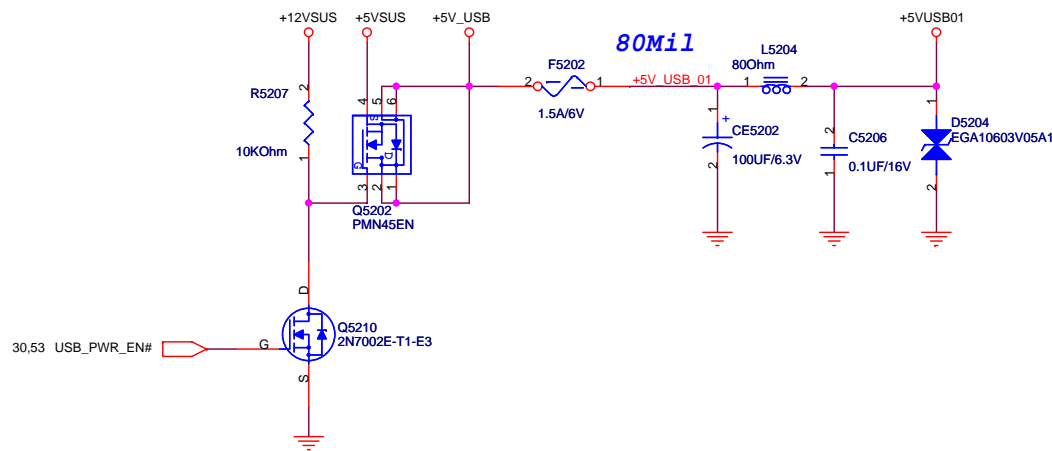 +12VSUS
+5VSUS
+5V_USB
+5VUSB01
80Mil
L5204
80Ohm
F5202
2
1
+5V_USB_01
1
2
1.5A/6V
R5207
2
10KOhm
1
4
5
6
S
D
G
3
2
1
Q5202
PMN45EN
1
+
CE5202
100UF/6.3V
2
2
C5206
0.1UF/16V
1
1
D5204
EGA10603V05A1
2
D
Q5210
2N7002E-T1-E3
30,53 USB_PWR_EN#
G
S